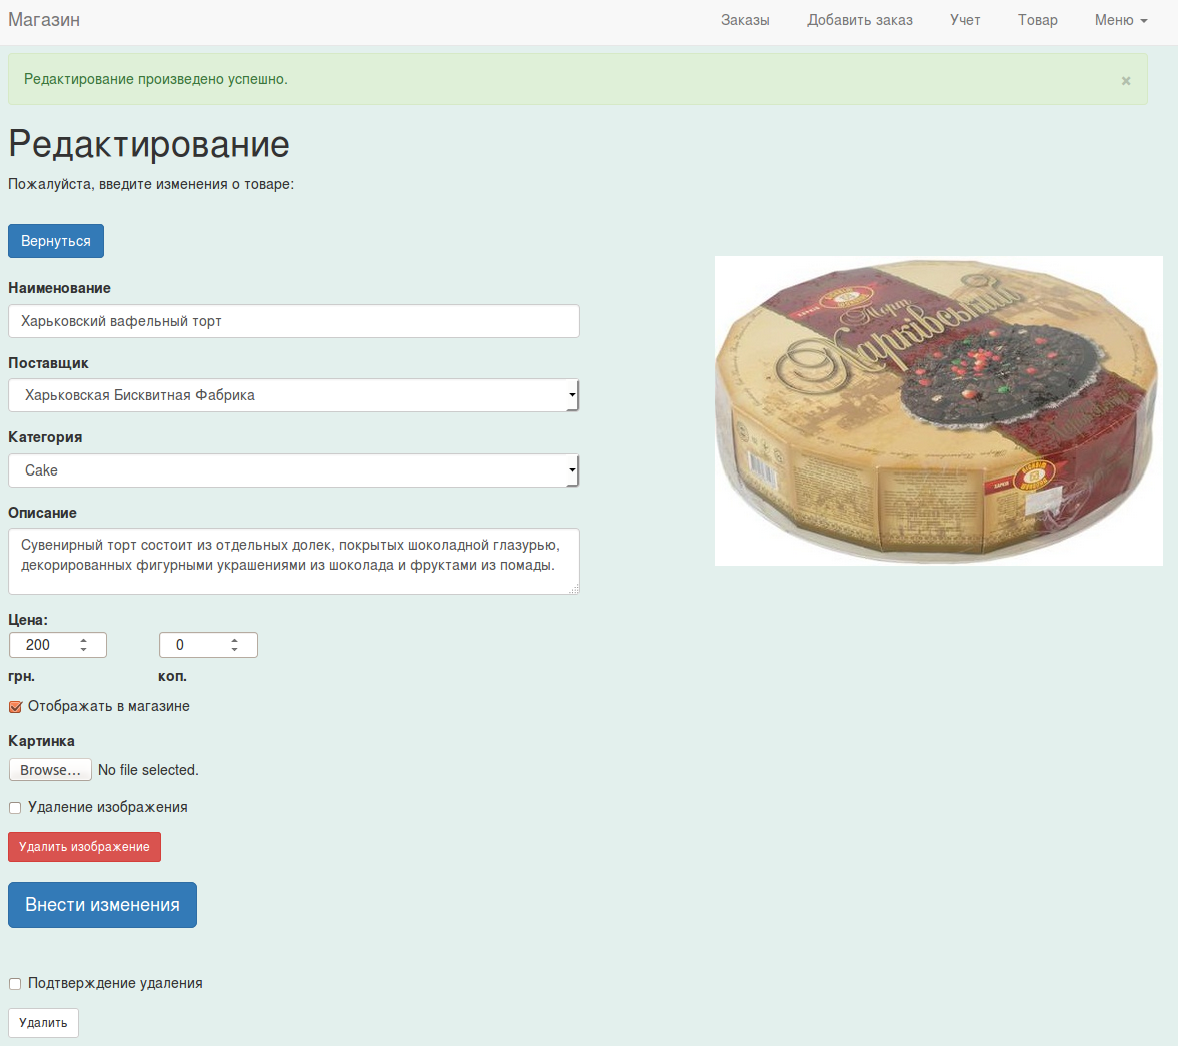 Магазин
Заказы Добавить заказ Учет Товар Меню
Редактирование произведено успешно.
×
Редактирование
Пожалуйста, введите изменения о товаре:
Вернуться
Наименование
Харьковский вафельный торт
Поставщик
Харьковская Бисквитная Фабрика
Категория
Cake
Описание
Сувенирный торт состоит из отдельных долек, покрытых шоколадной глазурью,
декорированных фигурными украшениями из шоколада и фруктами из помады.
Цена:
200 0
грн. коп.
Отображать в магазине
Картинка
Browse... No file selected.
Удаление изображения
Удалить изображение
Внести изменения
Подтверждение удаления
Удалить
Торт
Харківський